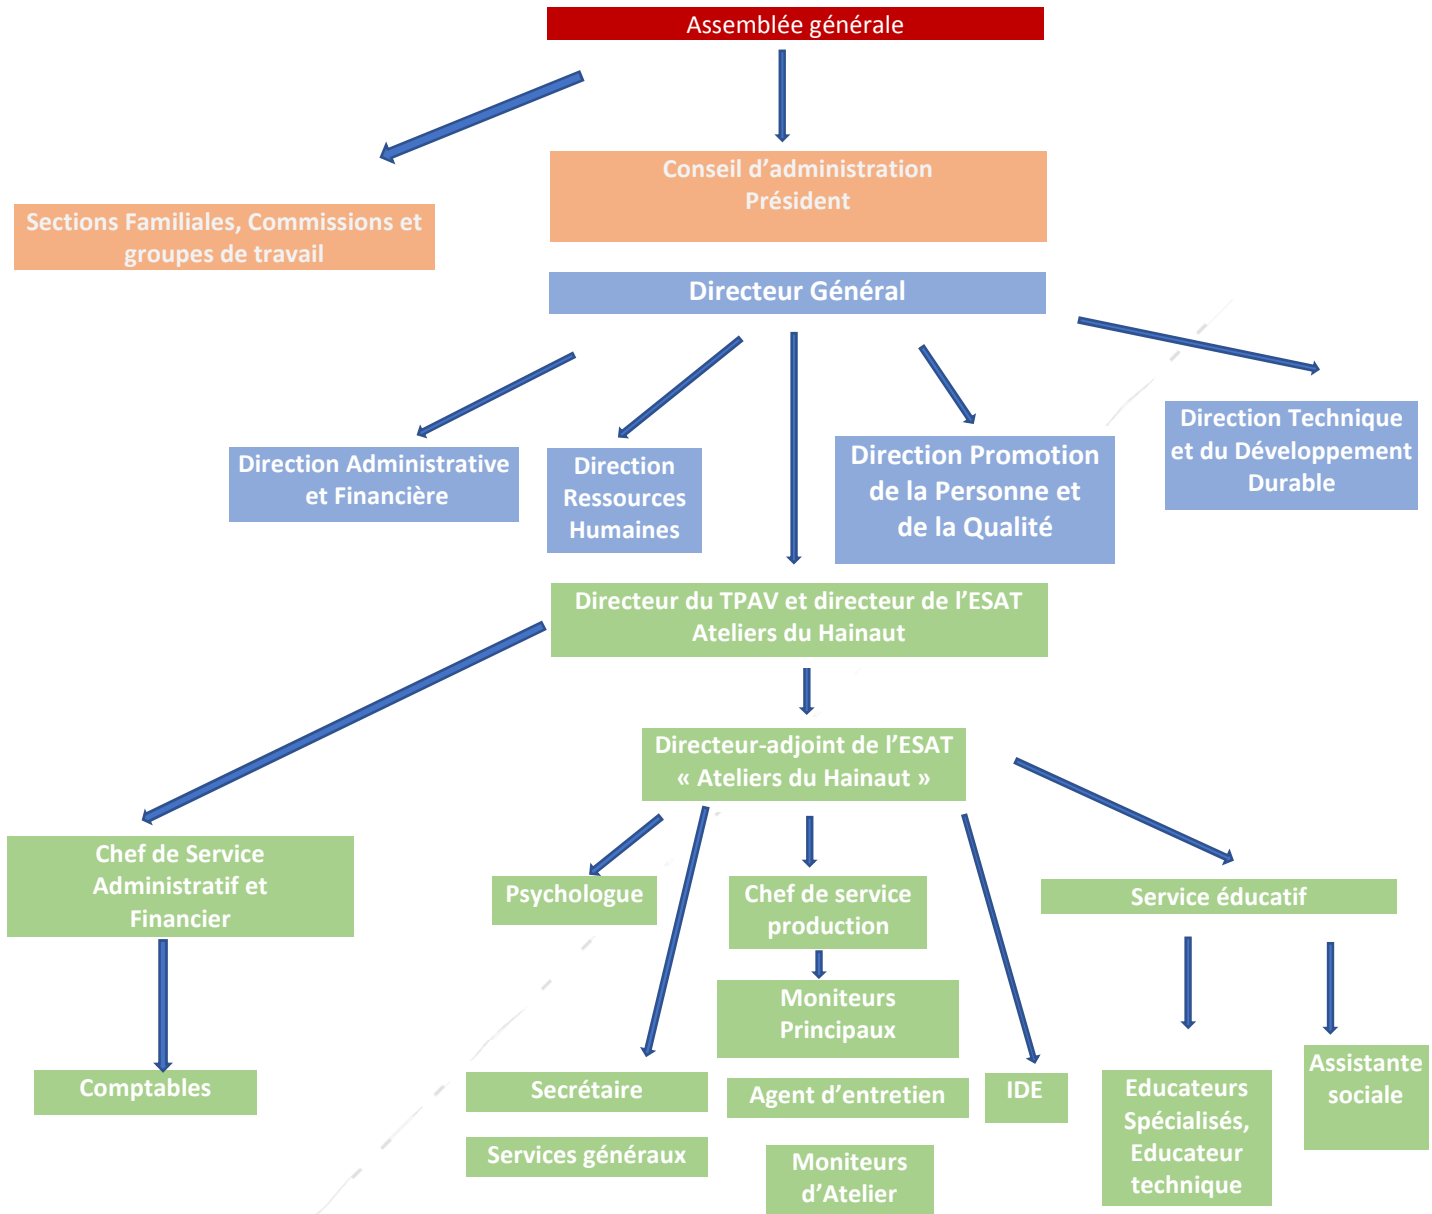 Assemblée générale
Conseil d’administration
Président
Sections Familiales, Commissions et
groupes de travail
Directeur Général
Direction Administrative
et Financière
Direction
Ressources
Humaines
Direction Promotion
de la Personne et
de la Qualité
Direction Technique
et du Développement
Durable
Directeur du TPAV et directeur de l’ESAT
Ateliers du Hainaut
Directeur-adjoint de l’ESAT
« Ateliers du Hainaut »
Chef de Service
Administratif et
Financier
Psychologue
Chef de service
production
Service éducatif
Moniteurs
Principaux
Comptables
Secrétaire
Agent d’entretien
IDE
Educateurs
Spécialisés,
Educateur
technique
Assistante
sociale
Services généraux
Moniteurs
d’Atelier